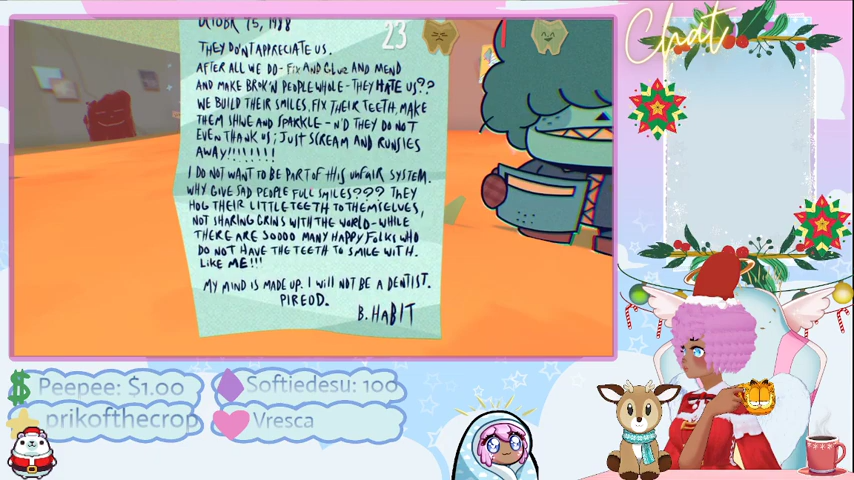 OCTOBR 75, 1988
THEY DON'T APPRECIATE US.
AFTER ALL WE DO - FIX AND GLUE AND MEND
AND MAKE BROK'N PEOPLE WHOLE - THEY HATE US??
WE BUILD THEIR SMILES. FIX THEIR TEETH, MAKE
THEM SHINE AND SPARKLE - N'D THEY DO NOT
EVEN THANK US; JUST SCREAM AND RUNSIES
AWAY!!!!!!!!
I DO NOT WANT TO BE PART OF THIS UNFAIR SYSTEM.
WHY GIVE SAD PEOPLE FULL SMILES??? THEY
HOG THEIR LITTLE TEETH TO THEMSELVES,
NOT SHARING GRINS WITH THE WORLD - WHILE
THERE ARE SOOOO MANY HAPPY FOLKS WHO
DO NOT HAVE THE TEETH TO SMILE WITH.
LIKE ME!!!
MY MIND IS MADE UP. I WILL NOT BE A DENTIST.
PIREOD.
B. HABIT
23
Chat
Peepee: $1.00
Softiedesu: 100
prikofthecrop
Vresca